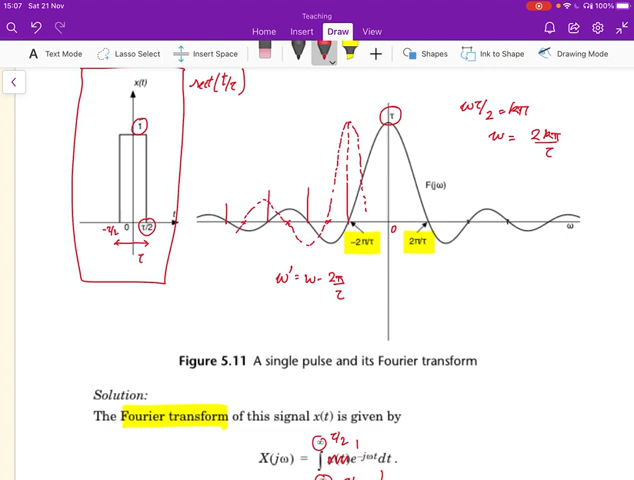 15:07 Sat 21 Nov
100%
Teaching
Home Insert Draw View
Text Mode Lasso Select Insert Space Shapes Ink to Shape Drawing Mode
x(t)
rect(t/τ)
1
-τ/2 0 τ/2 t
τ
τ
F(jω)
ωτ/2 = kπ
ω = 2kπ/τ
-2π/τ 0 2π/τ ω
ω' = ω - 2π/τ
Figure 5.11 A single pulse and its Fourier transform
Solution:
The Fourier transform of this signal x(t) is given by
∞ τ/2 1
X(jω) = ∫ x(t)e^-jωt dt.